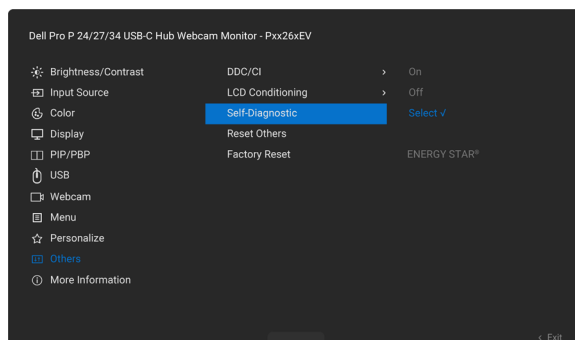 Dell Pro P 24/27/34 USB-C Hub Webcam Monitor - Pxx26xEV
Brightness/Contrast DDC/CI › On
Input Source LCD Conditioning › Off
Color Self-Diagnostic Select √
Display Reset Others
PIP/PBP Factory Reset ENERGY STAR®
USB
Webcam
Menu
Personalize
Others
More Information
‹ Exit